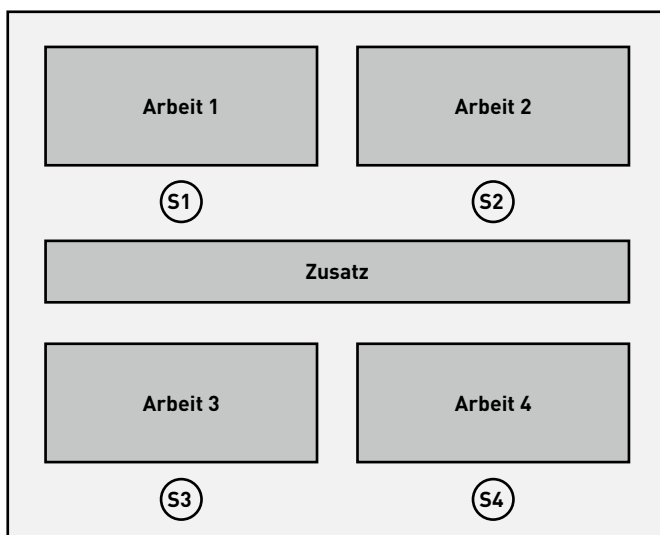 Arbeit 1
Arbeit 2
S1
S2
Zusatz
Arbeit 3
Arbeit 4
S3
S4